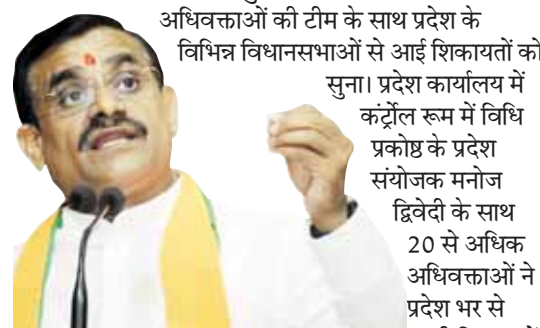 अधिवक्ताओं की टीम के साथ प्रदेश के
विभिन्न विधानसभाओं से आई शिकायतों को
सुना। प्रदेश कार्यालय में
कंर्ट्रोल रूम में विधि
प्रकोष्ठ के प्रदेश
संयोजक मनोज
द्विवेदी के साथ
20 से अधिक
अधिवक्ताओं ने
प्रदेश भर से